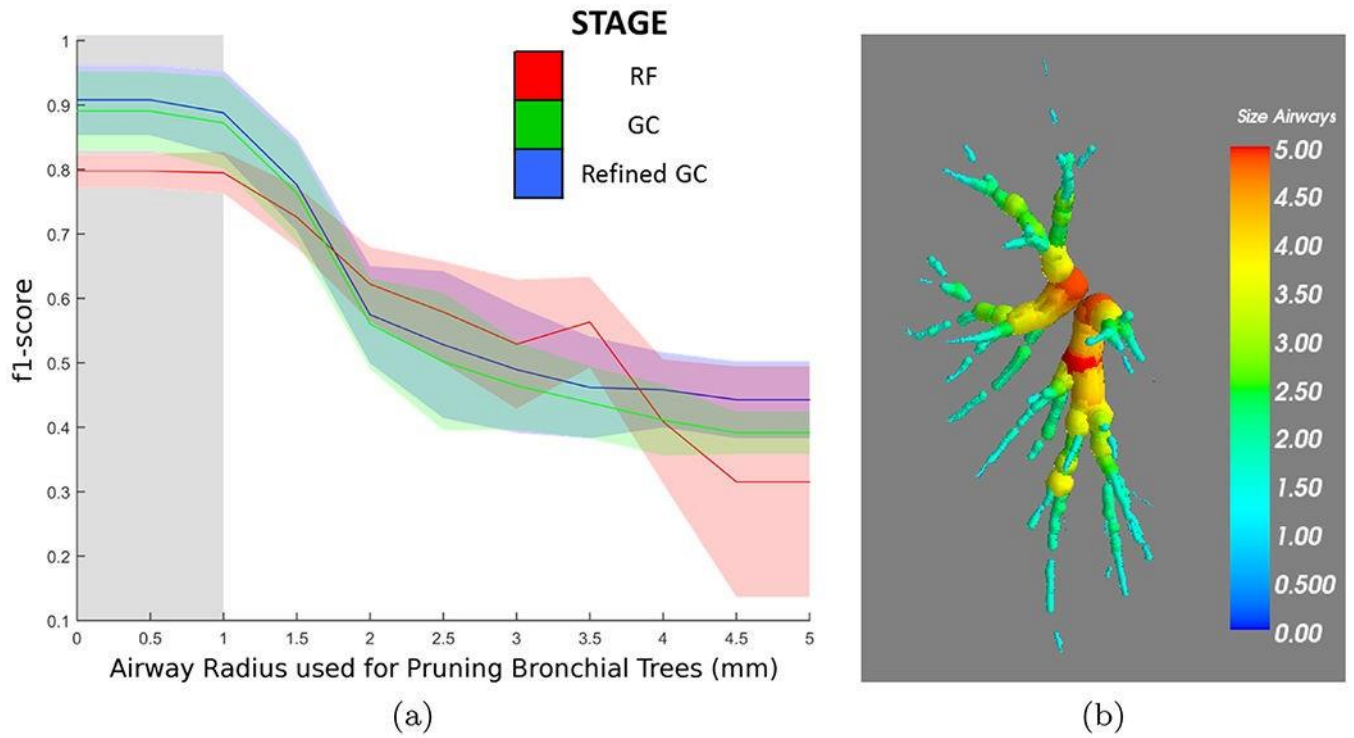 STAGE
RF
GC
Refined GC
1
0.9
0.8
0.7
0.6
0.5
0.4
0.3
0.2
0.1
f1-score
0 0.5 1 1.5 2 2.5 3 3.5 4 4.5 5
Airway Radius used for Pruning Bronchial Trees (mm)
(a)
Size Airways
5.00
4.50
4.00
3.50
3.00
2.50
2.00
1.50
1.00
0.500
0.00
(b)